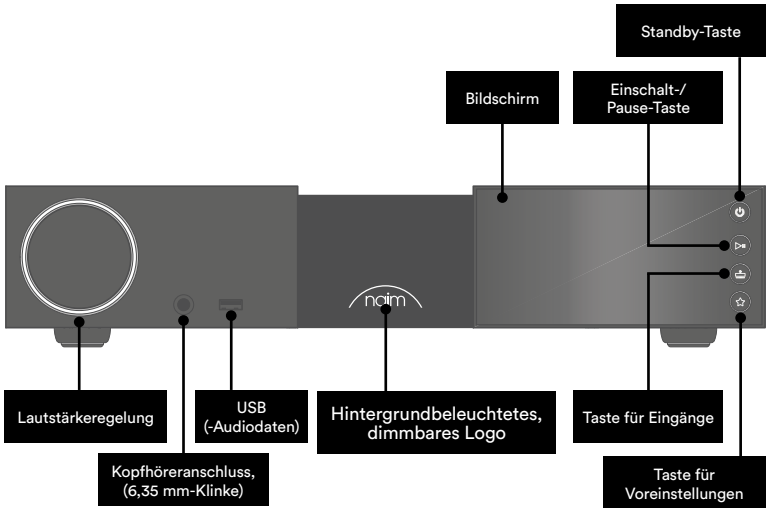 Standby-Taste
Bildschirm
Einschalt-/
Pause-Taste
naim
Lautstärkeregelung
USB
(-Audiodaten)
Hintergrundbeleuchtetes,
dimmbares Logo
Taste für Eingänge
Kopfhöreranschluss,
(6,35 mm-Klinke)
Taste für
Voreinstellungen